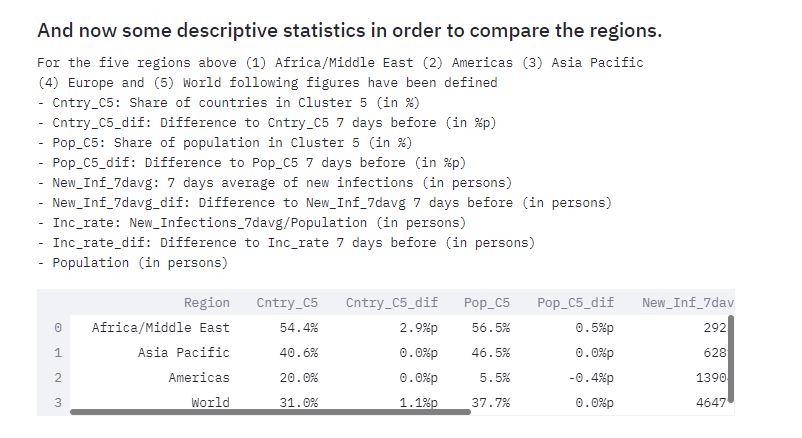 And now some descriptive statistics in order to compare the regions.
For the five regions above (1) Africa/Middle East (2) Americas (3) Asia Pacific
(4) Europe and (5) World following figures have been defined
- Cntry_C5: Share of countries in Cluster 5 (in %)
- Cntry_C5_dif: Difference to Cntry_C5 7 days before (in %p)
- Pop_C5: Share of population in Cluster 5 (in %)
- Pop_C5_dif: Difference to Pop_C5 7 days before (in %p)
- New_Inf_7davg: 7 days average of new infections (in persons)
- New_Inf_7davg_dif: Difference to New_Inf_7davg 7 days before (in persons)
- Inc_rate: New_Infections_7davg/Population (in persons)
- Inc_rate_dif: Difference to Inc_rate 7 days before (in persons)
- Population (in persons)
Region Cntry_C5 Cntry_C5_dif Pop_C5 Pop_C5_dif New_Inf_7dav
0 Africa/Middle East 54.4% 2.9%p 56.5% 0.5%p 292
1 Asia Pacific 40.6% 0.0%p 46.5% 0.0%p 628
2 Americas 20.0% 0.0%p 5.5% -0.4%p 1390
3 World 31.0% 1.1%p 37.7% 0.0%p 4647